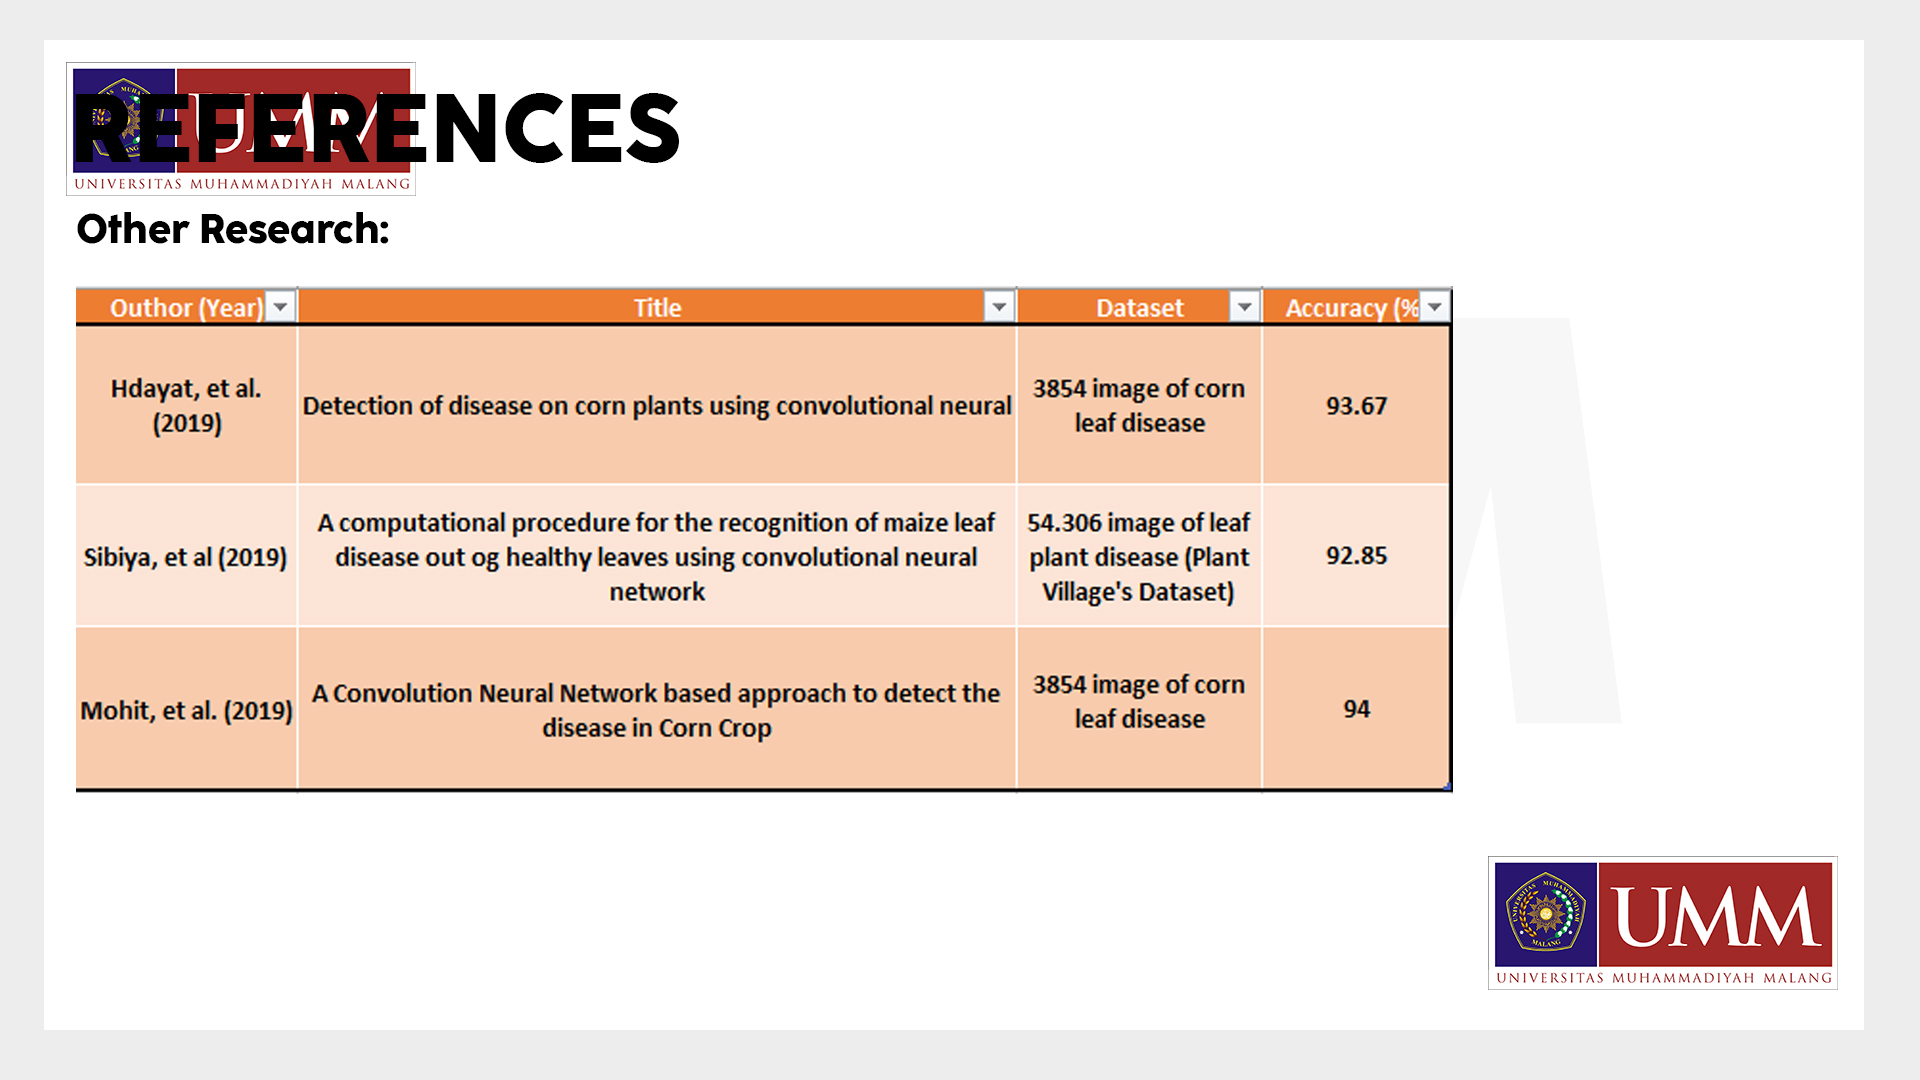 REFERENCES
UMM
UNIVERSITAS MUHAMMADIYAH MALANG
Other Research:
Outhor (Year) Title Dataset Accuracy (%
Hdayat, et al.
(2019)
Detection of disease on corn plants using convolutional neural
3854 image of corn
leaf disease
93.67
Sibiya, et al (2019)
A computational procedure for the recognition of maize leaf
disease out og healthy leaves using convolutional neural
network
54.306 image of leaf
plant disease (Plant
Village's Dataset)
92.85
Mohit, et al. (2019)
A Convolution Neural Network based approach to detect the
disease in Corn Crop
3854 image of corn
leaf disease
94
UNIVERSITAS MUHAMMADIYAH
MALANG
UMM
UNIVERSITAS MUHAMMADIYAH MALANG